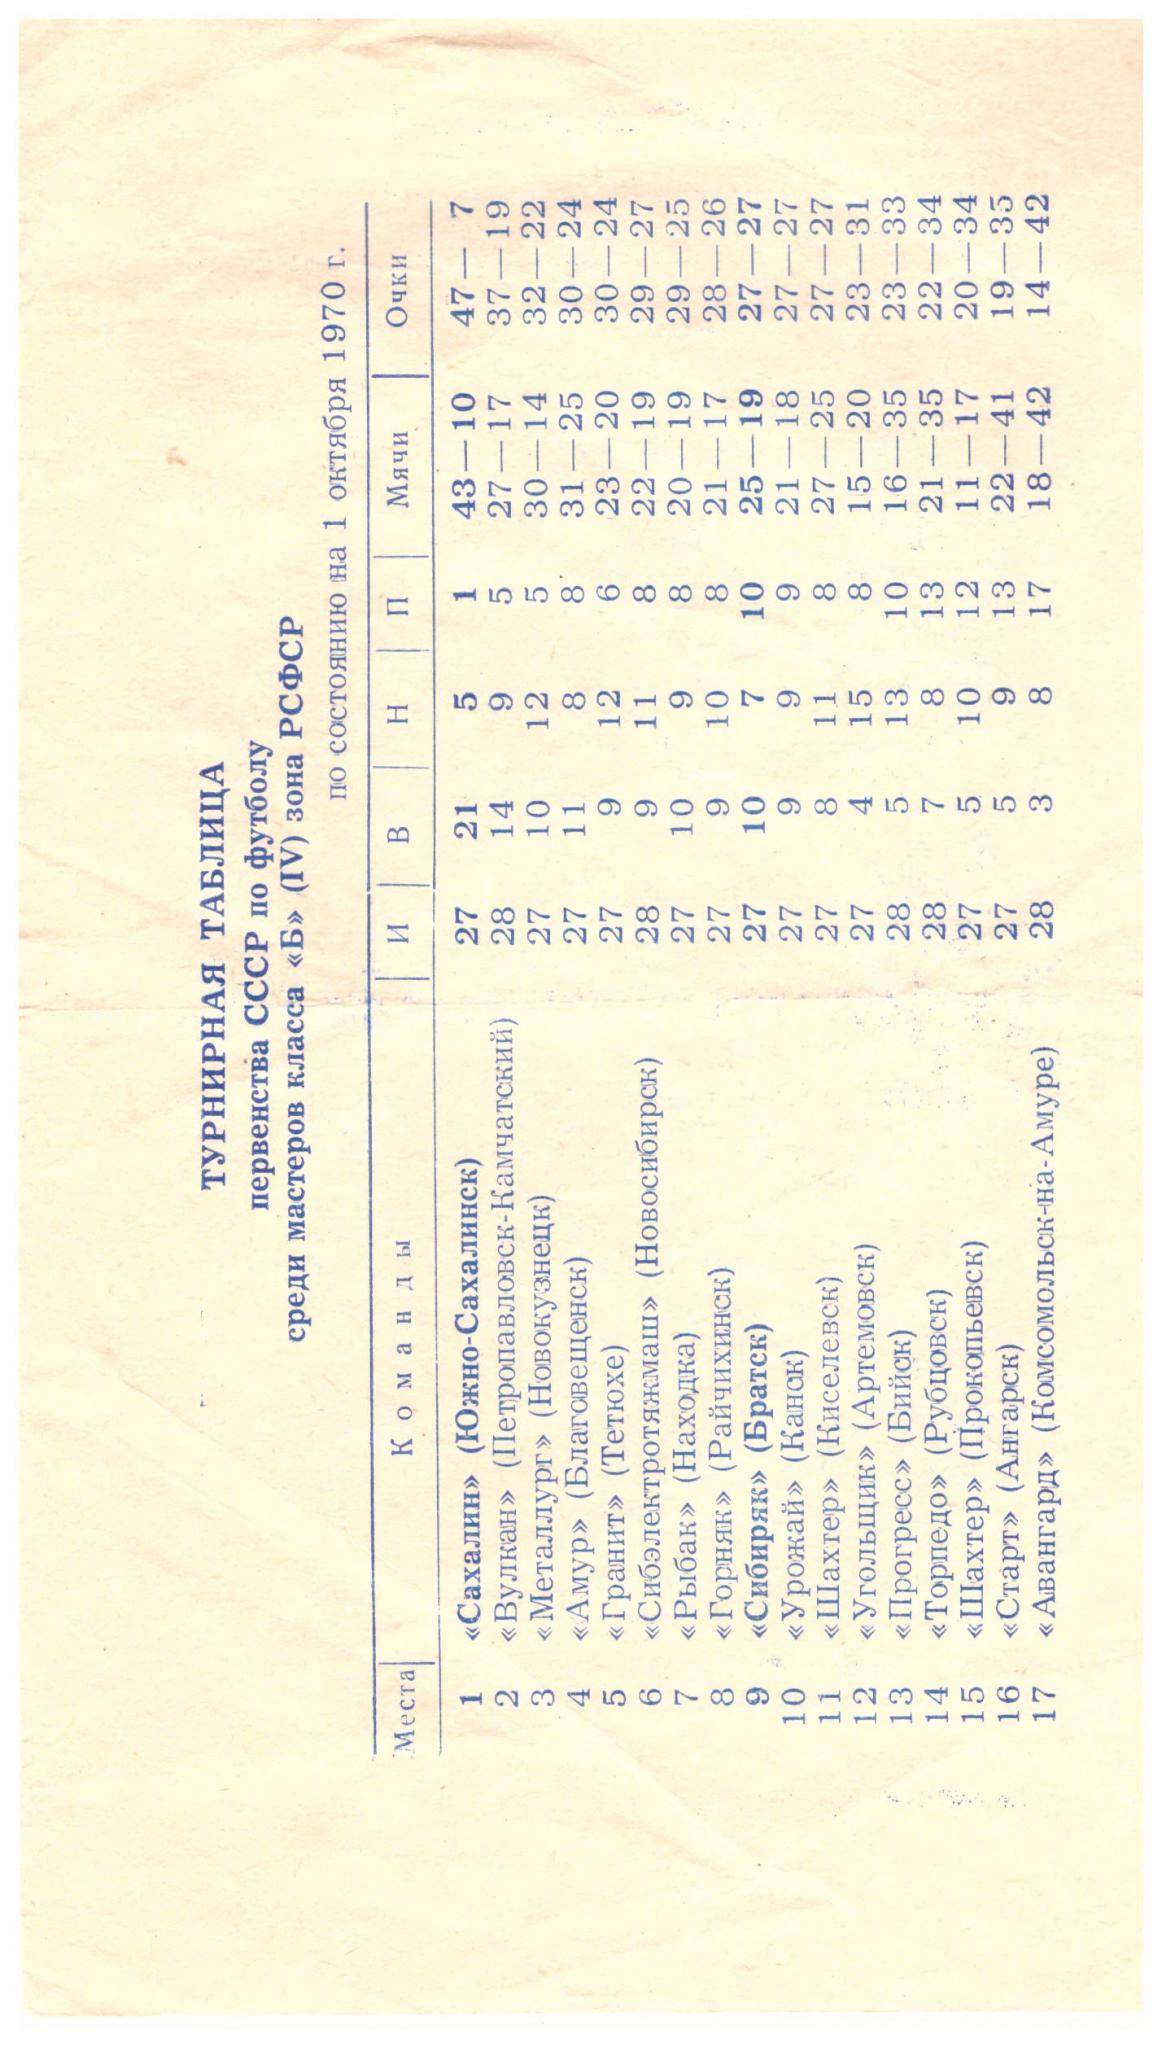 ТУРНИРНАЯ ТАБЛИЦА
первенства СССР по футболу
среди мастеров класса «Б» (IV) зона РСФСР
по состоянию на 1 октября 1970 г.
Места | Команды | И | В | Н | П | Мячи | Очки
1 «Сахалин» (Южно-Сахалинск) 27 21 5 1 43—10 47— 7
2 «Вулкан» (Петропавловск-Камчатский) 28 14 9 5 27—17 37—19
3 «Металлург» (Новокузнецк) 27 10 12 5 30—14 32—22
4 «Амур» (Благовещенск) 27 11 8 8 31—25 30—24
5 «Гранит» (Тетюхе) 27 9 12 6 23—20 30—24
6 «Сибэлектротяжмаш» (Новосибирск) 28 9 11 8 22—19 29—27
7 «Рыбак» (Находка) 27 10 9 8 20—19 29—25
8 «Горняк» (Райчихинск) 27 9 10 8 21—17 28—26
9 «Сибиряк» (Братск) 27 10 7 10 25—19 27—27
10 «Урожай» (Канск) 27 9 9 9 21—18 27—27
11 «Шахтер» (Киселевск) 27 8 11 8 27—25 27—27
12 «Угольщик» (Артемовск) 27 4 15 8 15—20 23—31
13 «Прогресс» (Бийск) 28 5 13 10 16—35 23—33
14 «Торпедо» (Рубцовск) 28 7 8 13 21—35 22—34
15 «Шахтер» (Прокопьевск) 27 5 10 12 11—17 20—34
16 «Старт» (Ангарск) 27 5 9 13 22—41 19—35
17 «Авангард» (Комсомольск-на-Амуре) 28 3 8 17 18—42 14—42